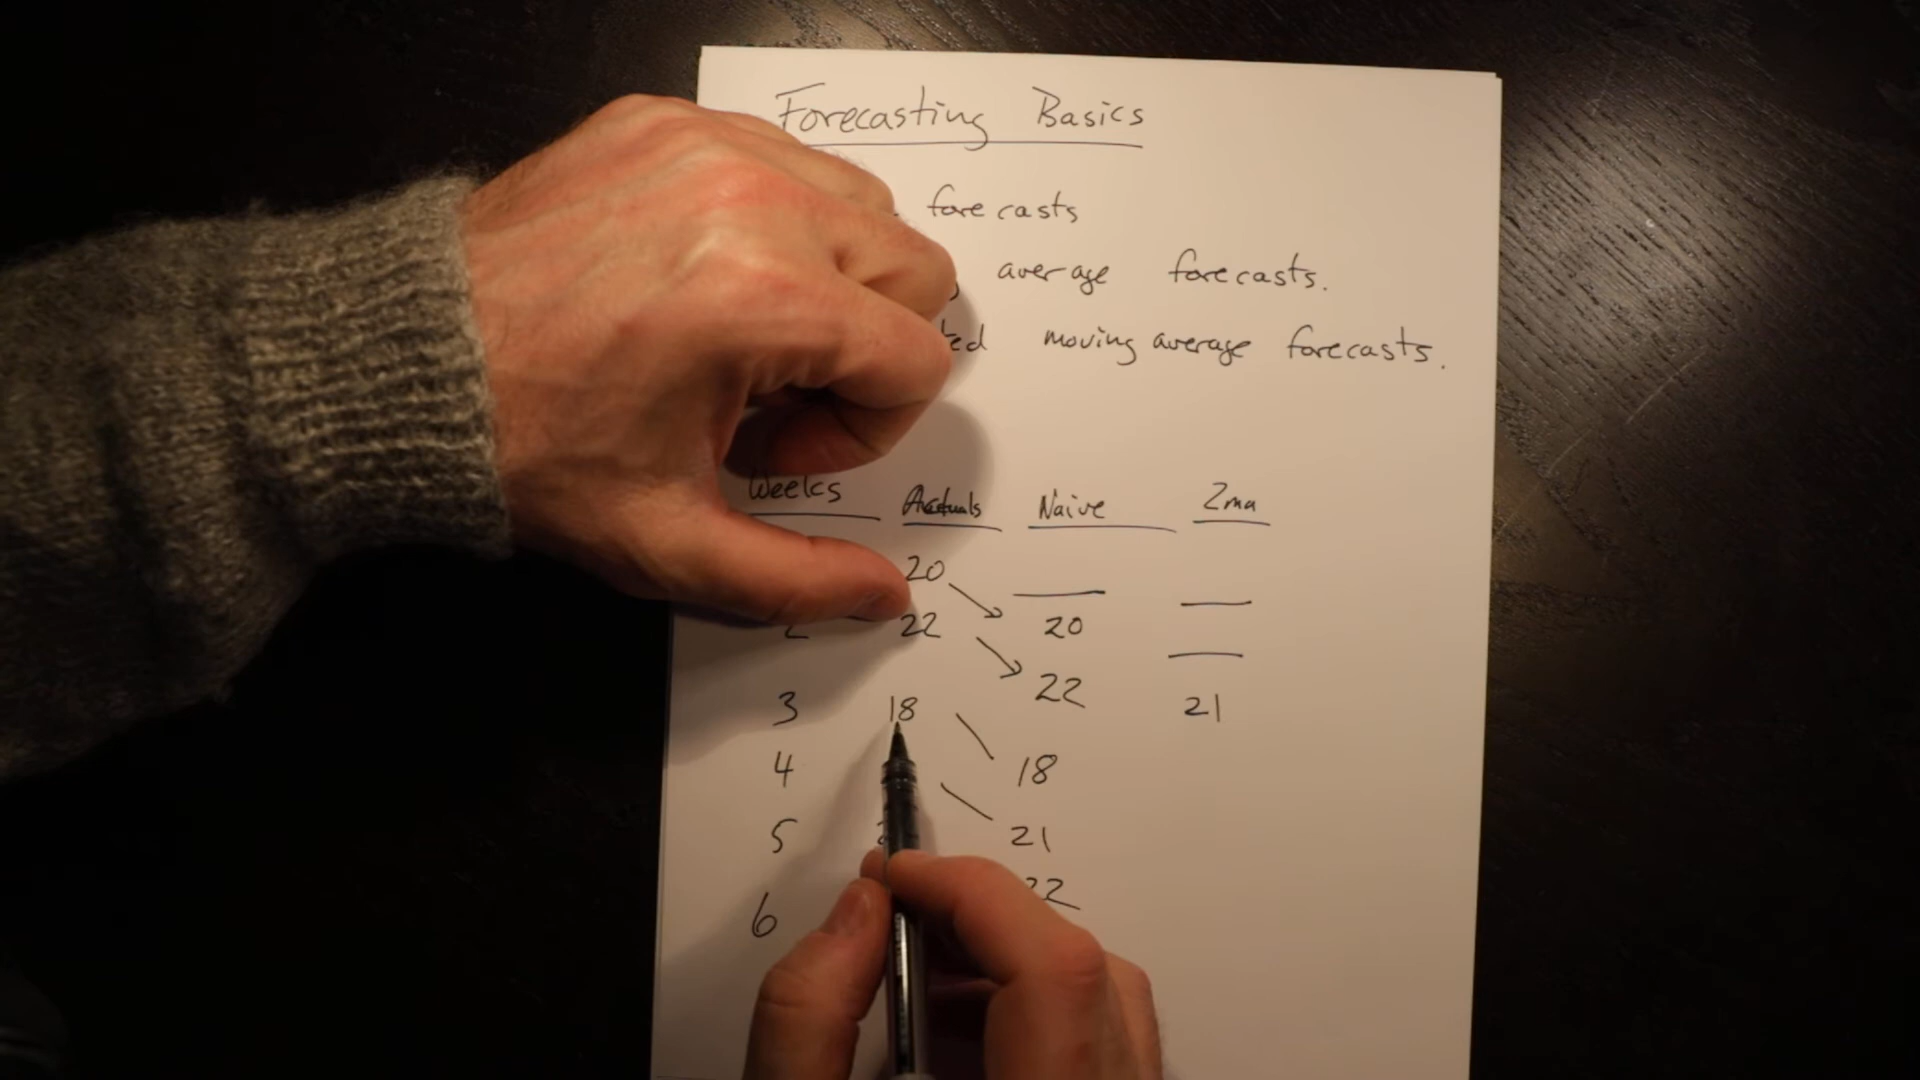 Forecasting Basics
forecasts
average forecasts.
moving average forecasts.
Weeks Actuals Naive 2ma
20
22 20
3 18 22 21
4 18
5 21
6